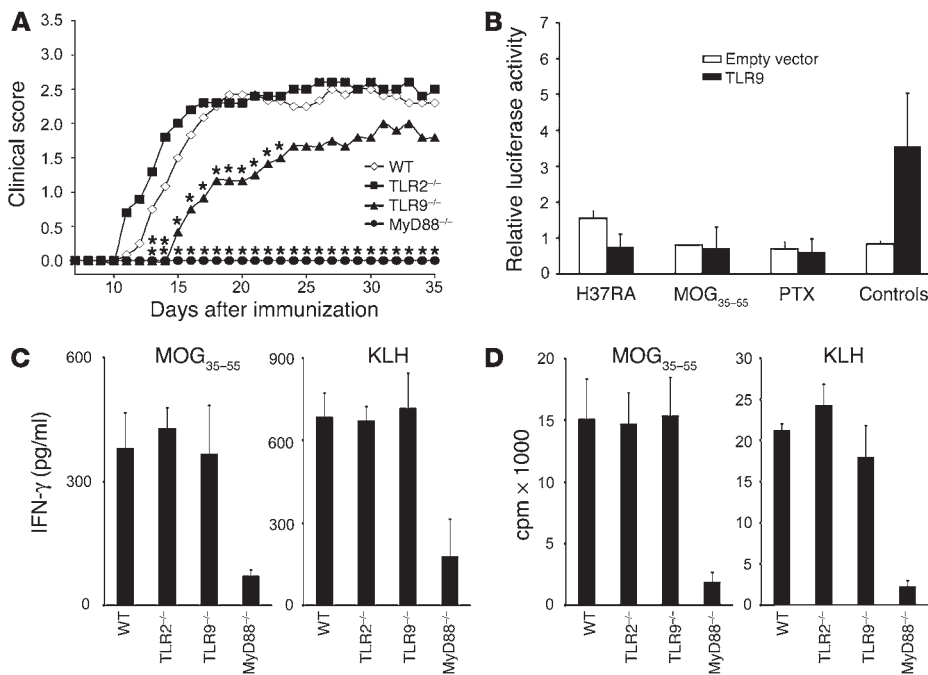 A
Clinical score
3.5
3.0
2.5
2.0
1.5
1.0
0.5
0.0
10
15
20
25
30
35
Days after immunization
WT
TLR2–/–
TLR9–/–
MyD88–/–
B
Relative luciferase activity
7
6
5
4
3
2
1
0
Empty vector
TLR9
H37RA
MOG35–55
PTX
Controls
C
IFN-γ (pg/ml)
MOG35–55
600
300
0
WT
TLR2–/–
TLR9–/–
MyD88–/–
KLH
900
600
300
0
WT
TLR2–/–
TLR9–/–
MyD88–/–
D
cpm × 1000
MOG35–55
20
15
10
5
0
WT
TLR2–/–
TLR9–/–
MyD88–/–
KLH
30
25
20
15
10
5
0
WT
TLR2–/–
TLR9–/–
MyD88–/–